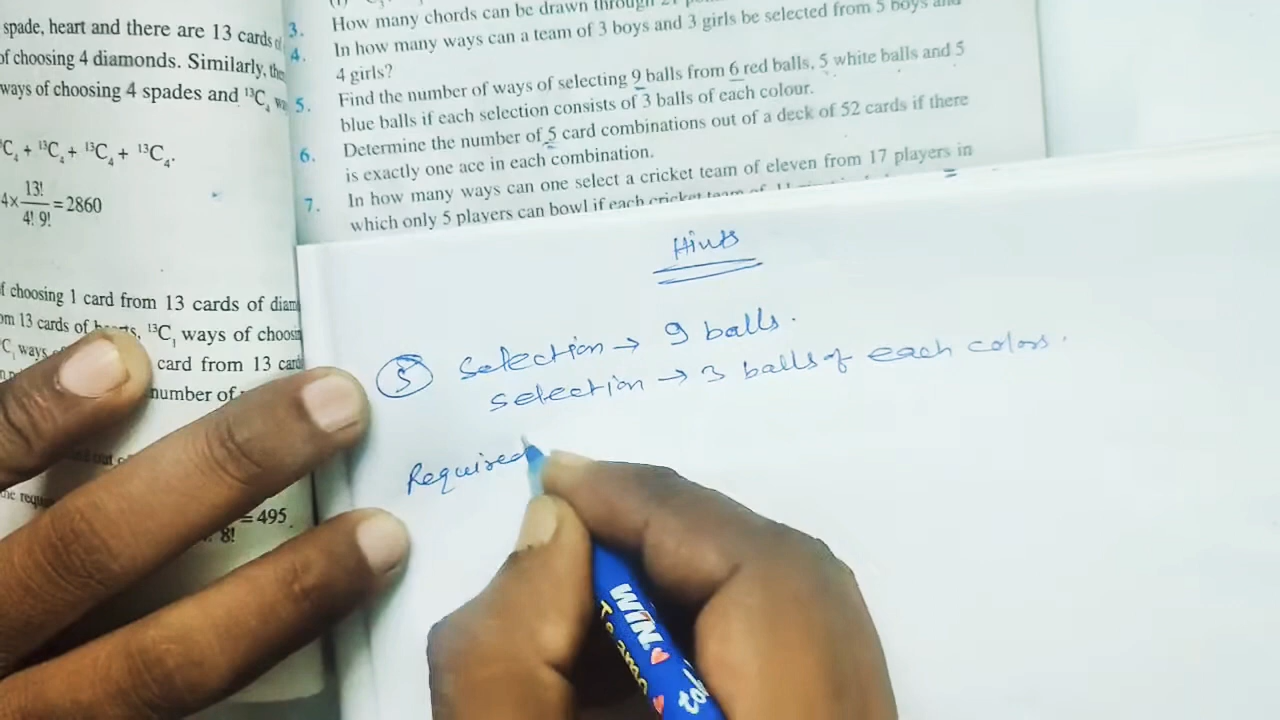 spade, heart and there are 13 cards
of choosing 4 diamonds. Similarly,
ways of choosing 4 spades and ¹³C₄
C₄ + ¹³C₄ + ¹³C₄ + ¹³C₄.
4× 13! / 4! 9! = 2860
choosing 1 card from 13 cards of
13 cards of ¹³C₁ ways of
C₁ ways card from 13
number of
= 495
8!
3. How many chords can be drawn through 21
4. In how many ways can a team of 3 boys and 3 girls be selected from 5 boys and
4 girls?
5. Find the number of ways of selecting 9 balls from 6 red balls, 5 white balls and 5
blue balls if each selection consists of 3 balls of each colour.
6. Determine the number of 5 card combinations out of a deck of 52 cards if there
is exactly one ace in each combination.
7. In how many ways can one select a cricket team of eleven from 17 players in
which only 5 players can bowl if each cricket team of 11
Hints
5 Selection → 9 balls.
Selection → 3 balls of each colors.
Required
WIN